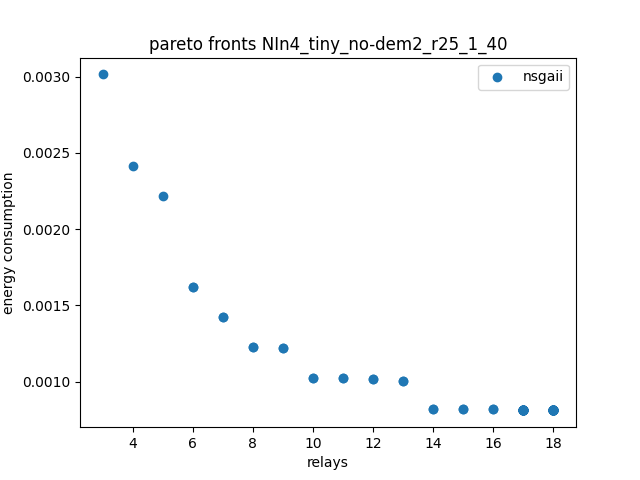 pareto fronts NIn4_tiny_no-dem2_r25_1_40
nsgaii
0.0030
0.0025
0.0020
0.0015
0.0010
energy consumption
4 6 8 10 12 14 16 18
relays